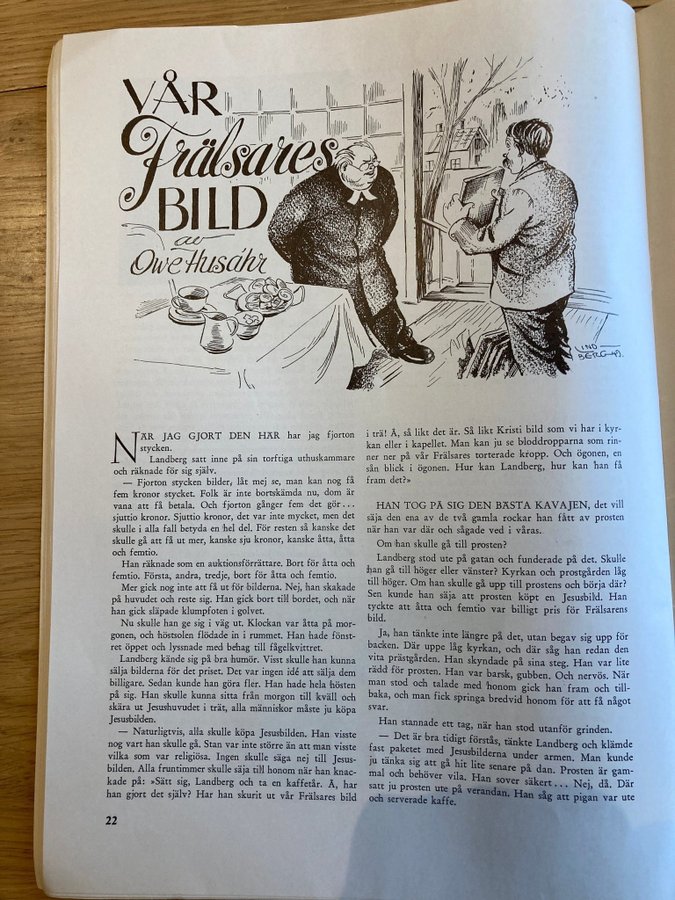 VÅR
Frälsares
BILD
av
Owe Husáhr
LIND-
BERG-49.
NÄR JAG GJORT DEN HÄR har jag fjorton
stycken.
Landberg satt inne på sin torftiga uthuskammare
och räknade för sig själv.
— Fjorton stycken bilder, låt mej se, man kan nog få
fem kronor stycket. Folk är inte bortskämda nu, dom är
vana att få betala. Och fjorton gånger fem det gör...
sjuttio kronor. Sjuttio kronor, det var inte mycket, men det
skulle i alla fall betyda en hel del. För resten så kanske det
skulle gå att få ut mer, kanske sju kronor, kanske åtta, åtta
och femtio.
Han räknade som en auktionsförrättare. Bort för åtta och
femtio. Första, andra, tredje, bort för åtta och femtio.
Mer gick nog inte att få ut för bilderna. Nej, han skakade
på huvudet och reste sig. Han gick bort till bordet, och när
han gick släpade klumpfoten i golvet.
Nu skulle han ge sig i väg ut. Klockan var åtta på mor-
gonen, och höstsolen flödade in i rummet. Han hade fönst-
ret öppet och lyssnade med behag till fågelkvittret.
Landberg kände sig på bra humör. Visst skulle han kunna
sälja bilderna för det priset. Det var ingen idé att sälja dem
billigare. Sedan kunde han göra fler. Han hade hela hösten
på sig. Han skulle kunna sitta från morgon till kväll och
skära ut Jesushuvudet i trät, alla människor måste ju köpa
Jesusbilden.
— Naturligtvis, alla skulle köpa Jesusbilden. Han visste
nog vart han skulle gå. Stan var inte större än att man visste
vilka som var religiösa. Ingen skulle säga nej till Jesus-
bilden. Alla fruntimmer skulle säja till honom när han knac-
kade på: »Sätt sig, Landberg och ta en kaffetår. Å, har
han gjort det själv? Har han skurit ut vår Frälsares bild
i trä! Å, så likt det är. Så likt Kristi bild som vi har i kyr-
kan eller i kapellet. Man kan ju se bloddropparna som rin-
ner ner på vår Frälsares torterade kropp. Och ögonen, en
sån blick i ögonen. Hur kan Landberg, hur kan han få
fram det?»
HAN TOG PÅ SIG DEN BÄSTA KAVAJEN, det vill
säja den ena av de två gamla rockar han fått av prosten
när han var där och sågade ved i våras.
Om han skulle gå till prosten?
Landberg stod ute på gatan och funderade på det. Skulle
han gå till höger eller vänster? Kyrkan och prostgården låg
till höger. Om han skulle gå upp till prostens och börja där?
Sen kunde han säja att prosten köpt en Jesusbild. Han
tyckte att åtta och femtio var billigt pris för Frälsarens
bild.
Ja, han tänkte inte längre på det, utan begav sig upp för
backen. Där uppe låg kyrkan, och där såg han redan den
vita prästgården. Han skyndade på sina steg. Han var lite
rädd för prosten. Han var barsk, gubben. Och nervös. När
man stod och talade med honom gick han fram och till-
baka, och man fick springa bredvid honom för att få något
svar.
Han stannade ett tag, när han stod utanför grinden.
— Det är bra tidigt förstås, tänkte Landberg och klämde
fast paketet med Jesusbilderna under armen. Man kunde
ju tänka sig att gå hit lite senare på dan. Prosten är gam-
mal och behöver vila. Han sover säkert... Nej, då. Där
satt ju prosten ute på verandan. Han såg att pigan var ute
och serverade kaffe.
22